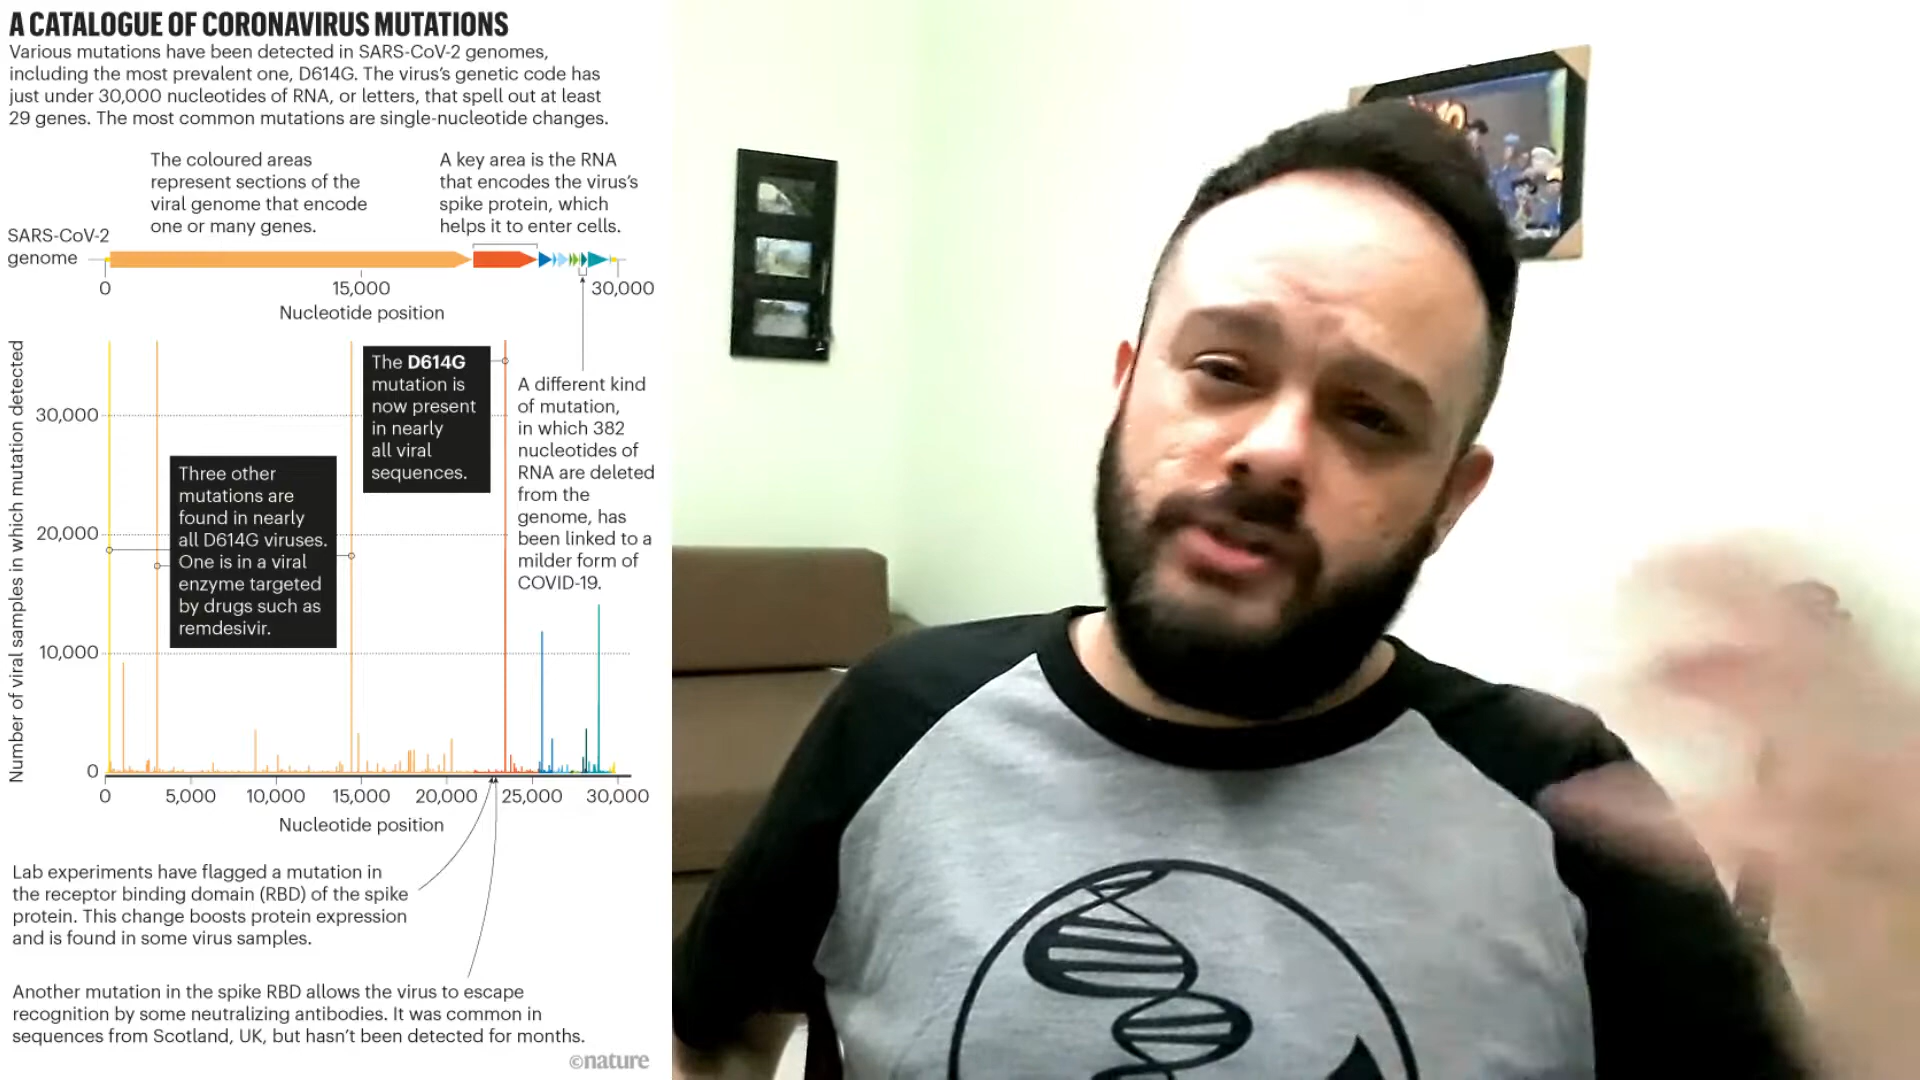 A CATALOGUE OF CORONAVIRUS MUTATIONS
Various mutations have been detected in SARS-CoV-2 genomes,
including the most prevalent one, D614G. The virus's genetic code has
just under 30,000 nucleotides of RNA, or letters, that spell out at least
29 genes. The most common mutations are single-nucleotide changes.
The coloured areas
represent sections of the
viral genome that encode
one or many genes.
A key area is the RNA
that encodes the virus's
spike protein, which
helps it to enter cells.
SARS-CoV-2
genome
0
15,000
30,000
Nucleotide position
Number of viral samples in which mutation detected
30,000
20,000
10,000
0
The D614G
mutation is
now present
in nearly
all viral
sequences.
Three other
mutations are
found in nearly
all D614G viruses.
One is in a viral
enzyme targeted
by drugs such as
remdesivir.
A different kind
of mutation,
in which 382
nucleotides of
RNA are deleted
from the
genome, has
been linked to a
milder form of
COVID-19.
0
5,000
10,000
15,000
20,000
25,000
30,000
Nucleotide position
Lab experiments have flagged a mutation in
the receptor binding domain (RBD) of the spike
protein. This change boosts protein expression
and is found in some virus samples.
Another mutation in the spike RBD allows the virus to escape
recognition by some neutralizing antibodies. It was common in
sequences from Scotland, UK, but hasn't been detected for months.
©nature